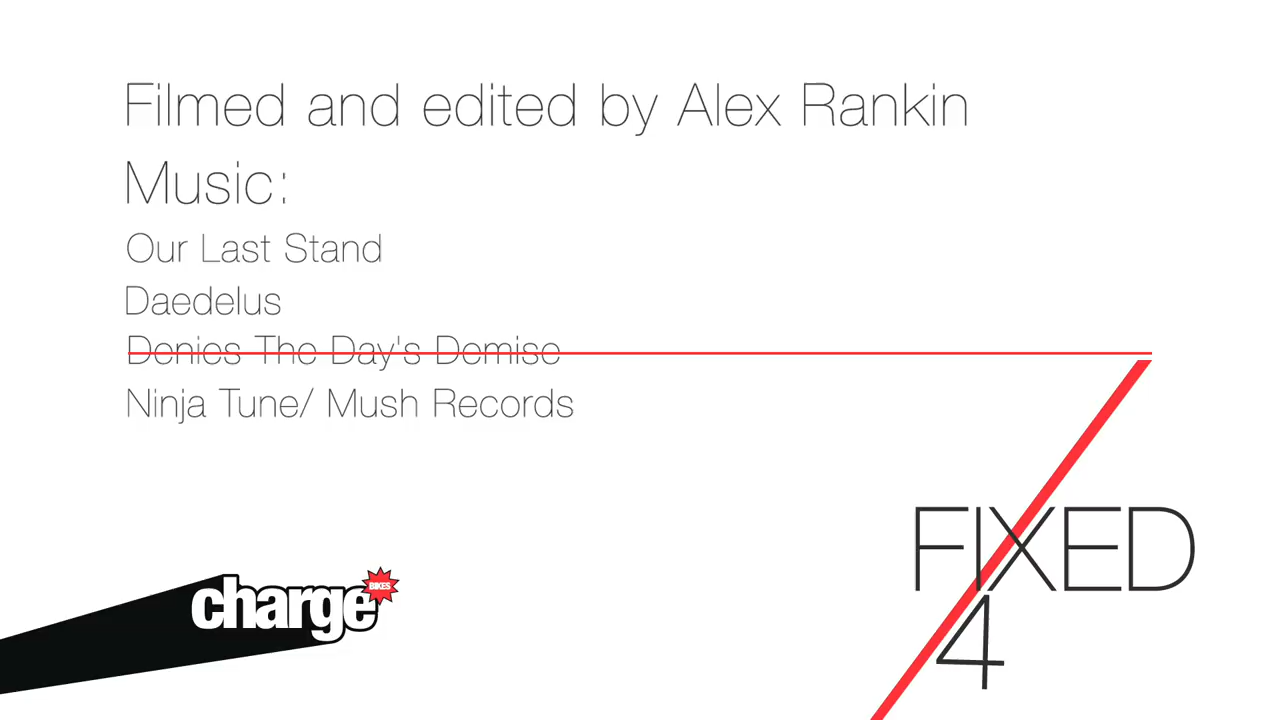 Filmed and edited by Alex Rankin
Music:
Our Last Stand
Daedelus
Denies The Day's Demise
Ninja Tune/ Mush Records
charge
BIKES
FIXED
4